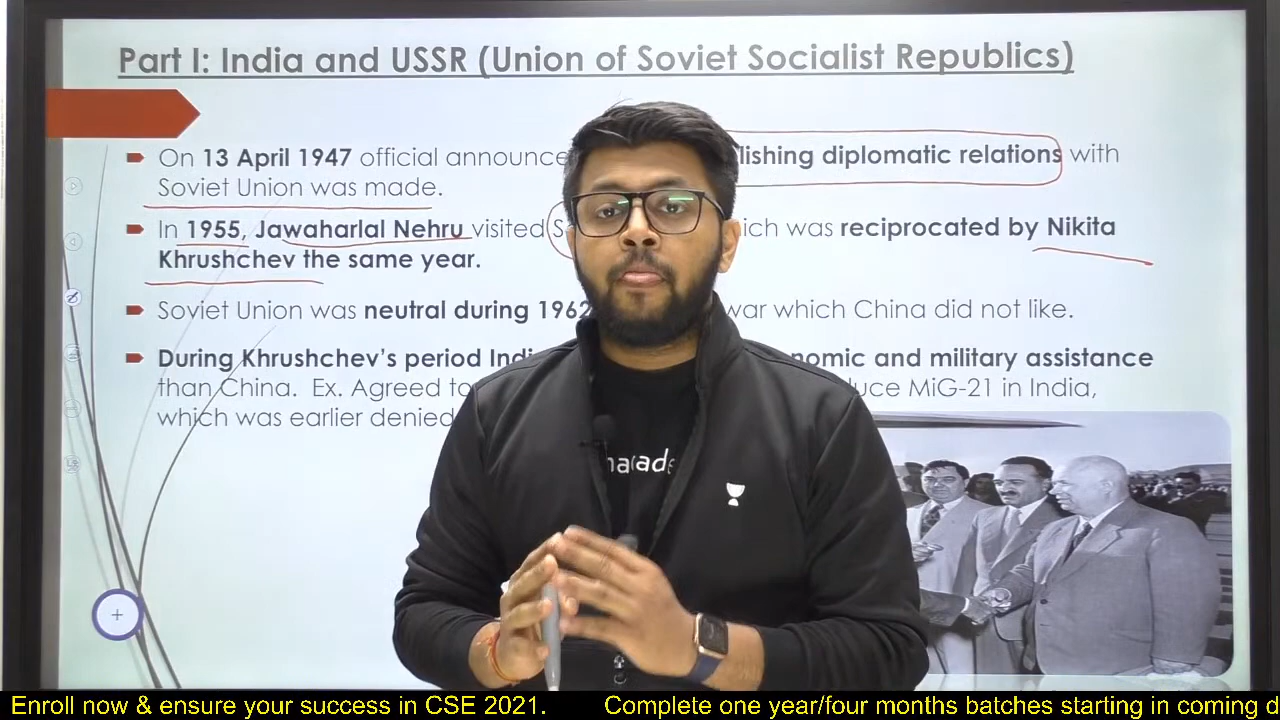 Part I: India and USSR (Union of Soviet Socialist Republics)
On 13 April 1947 official announce lishing diplomatic relations with
Soviet Union was made.
In 1955, Jawaharlal Nehru visited S ich was reciprocated by Nikita
Khrushchev the same year.
Soviet Union was neutral during 1962 war which China did not like.
During Khrushchev's period Indi nomic and military assistance
than China. Ex. Agreed to uce MiG-21 in India,
which was earlier denied
Enroll now & ensure your success in CSE 2021. Complete one year/four months batches starting in coming d